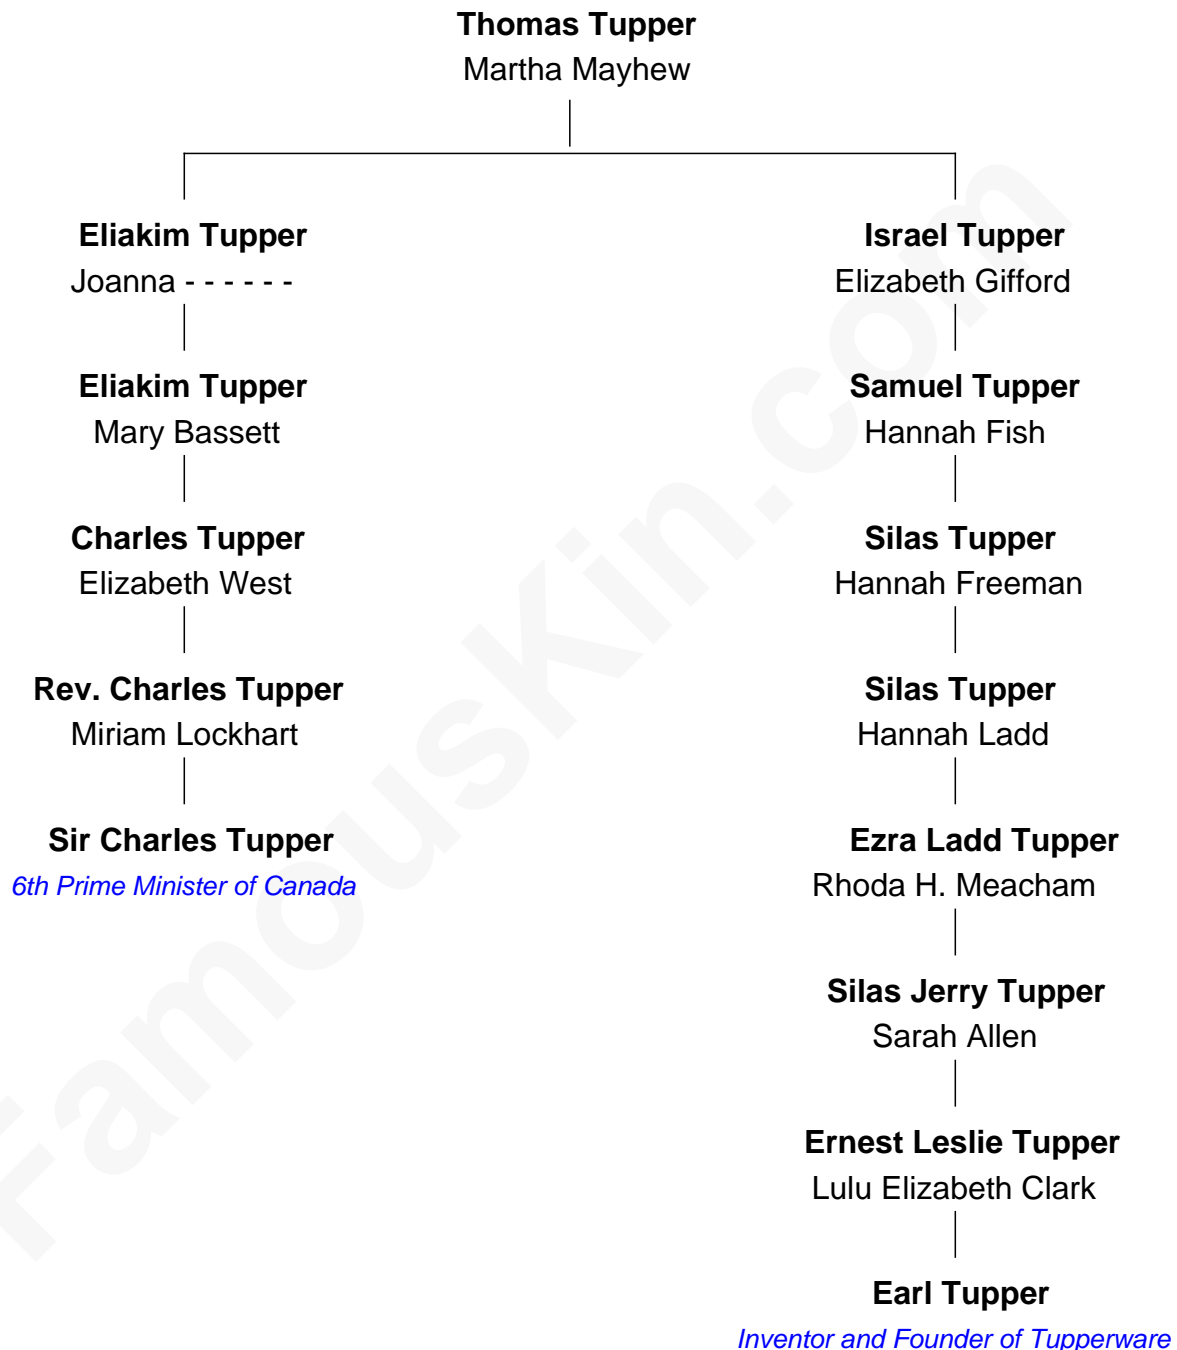 Thomas Tupper
Martha Mayhew
Eliakim Tupper
Joanna - - - - - -
Israel Tupper
Elizabeth Gifford
Eliakim Tupper
Mary Bassett
Samuel Tupper
Hannah Fish
Charles Tupper
Elizabeth West
Silas Tupper
Hannah Freeman
Rev. Charles Tupper
Miriam Lockhart
Silas Tupper
Hannah Ladd
Sir Charles Tupper
6th Prime Minister of Canada
Ezra Ladd Tupper
Rhoda H. Meacham
Silas Jerry Tupper
Sarah Allen
Ernest Leslie Tupper
Lulu Elizabeth Clark
Earl Tupper
Inventor and Founder of Tupperware
FamousKin.com